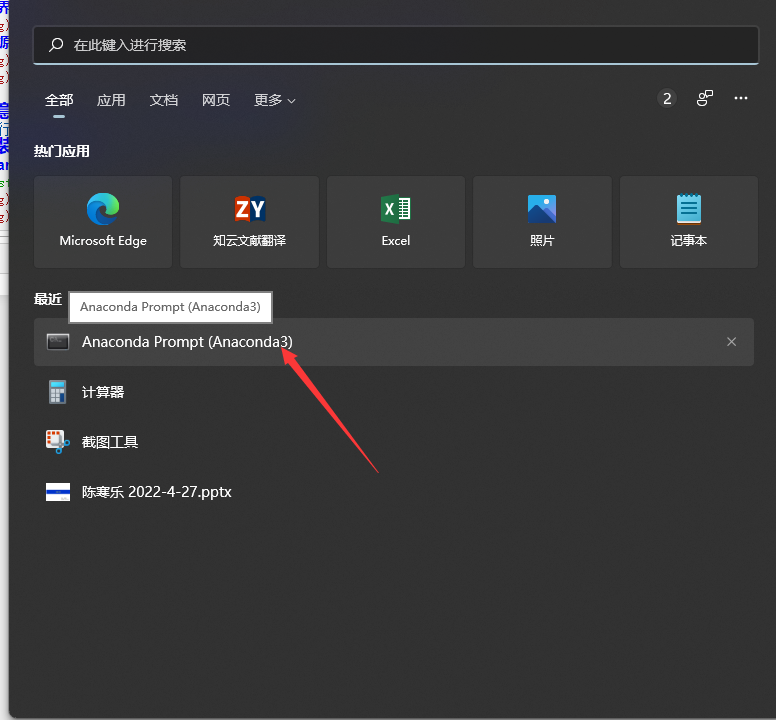 在此键入进行搜索
全部 应用 文档 网页 更多 2
热门应用
ZY
X
Microsoft Edge 知云文献翻译 Excel 照片 记事本
最近
Anaconda Prompt (Anaconda3)
Anaconda Prompt (Anaconda3)
计算器
截图工具
陈寒乐 2022-4-27.pptx